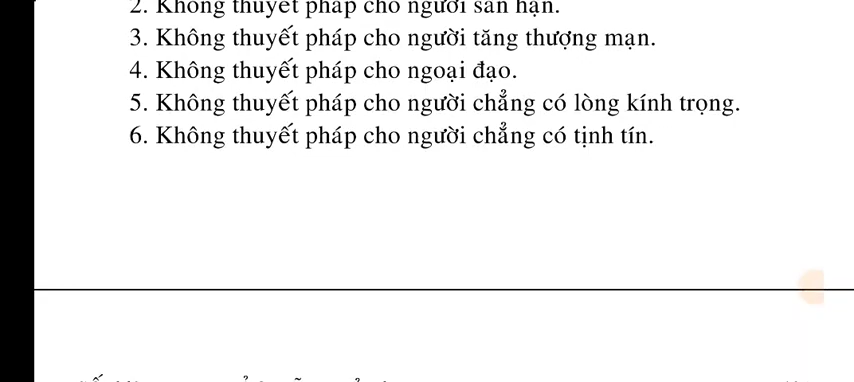 2. Không thuyết pháp cho người sân hận.
3. Không thuyết pháp cho người tăng thượng mạn.
4. Không thuyết pháp cho ngoại đạo.
5. Không thuyết pháp cho người chẳng có lòng kính trọng.
6. Không thuyết pháp cho người chẳng có tịnh tín.